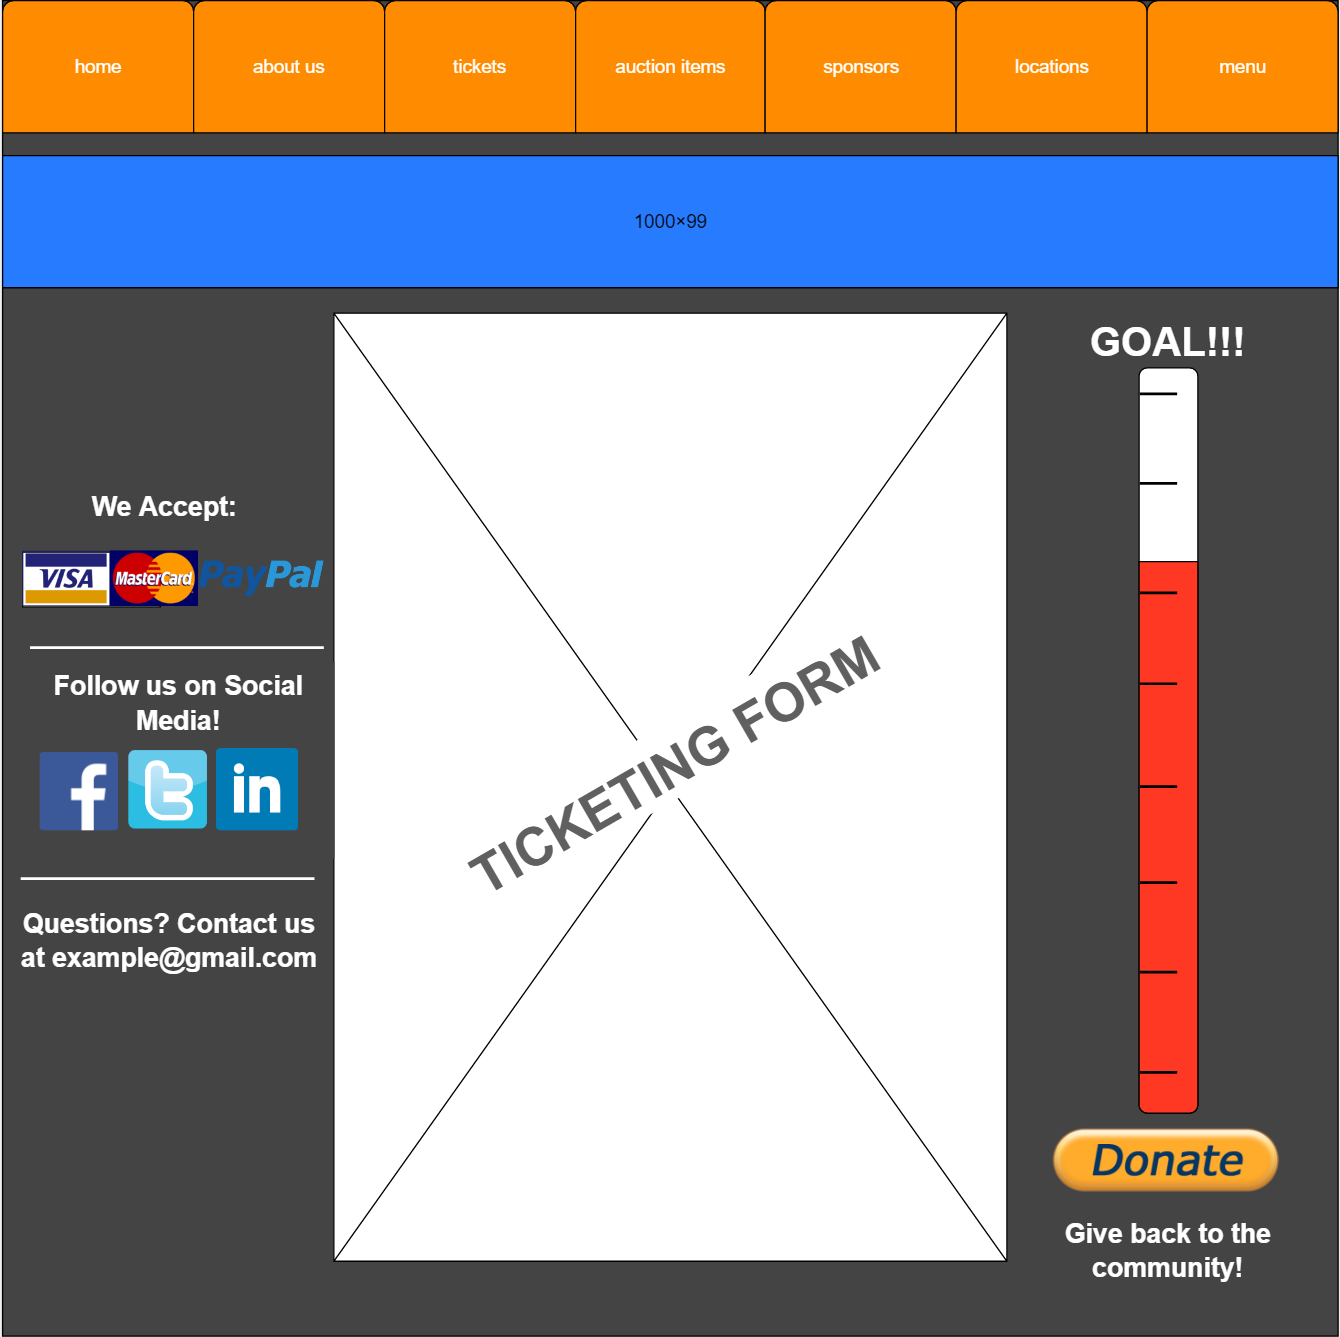 home about us tickets auction items sponsors locations menu
1000×99
We Accept:
VISA MasterCard PayPal
Follow us on Social
Media!
f t in
Questions? Contact us
at example@gmail.com
TICKETING FORM
GOAL!!!
Donate
Give back to the
community!